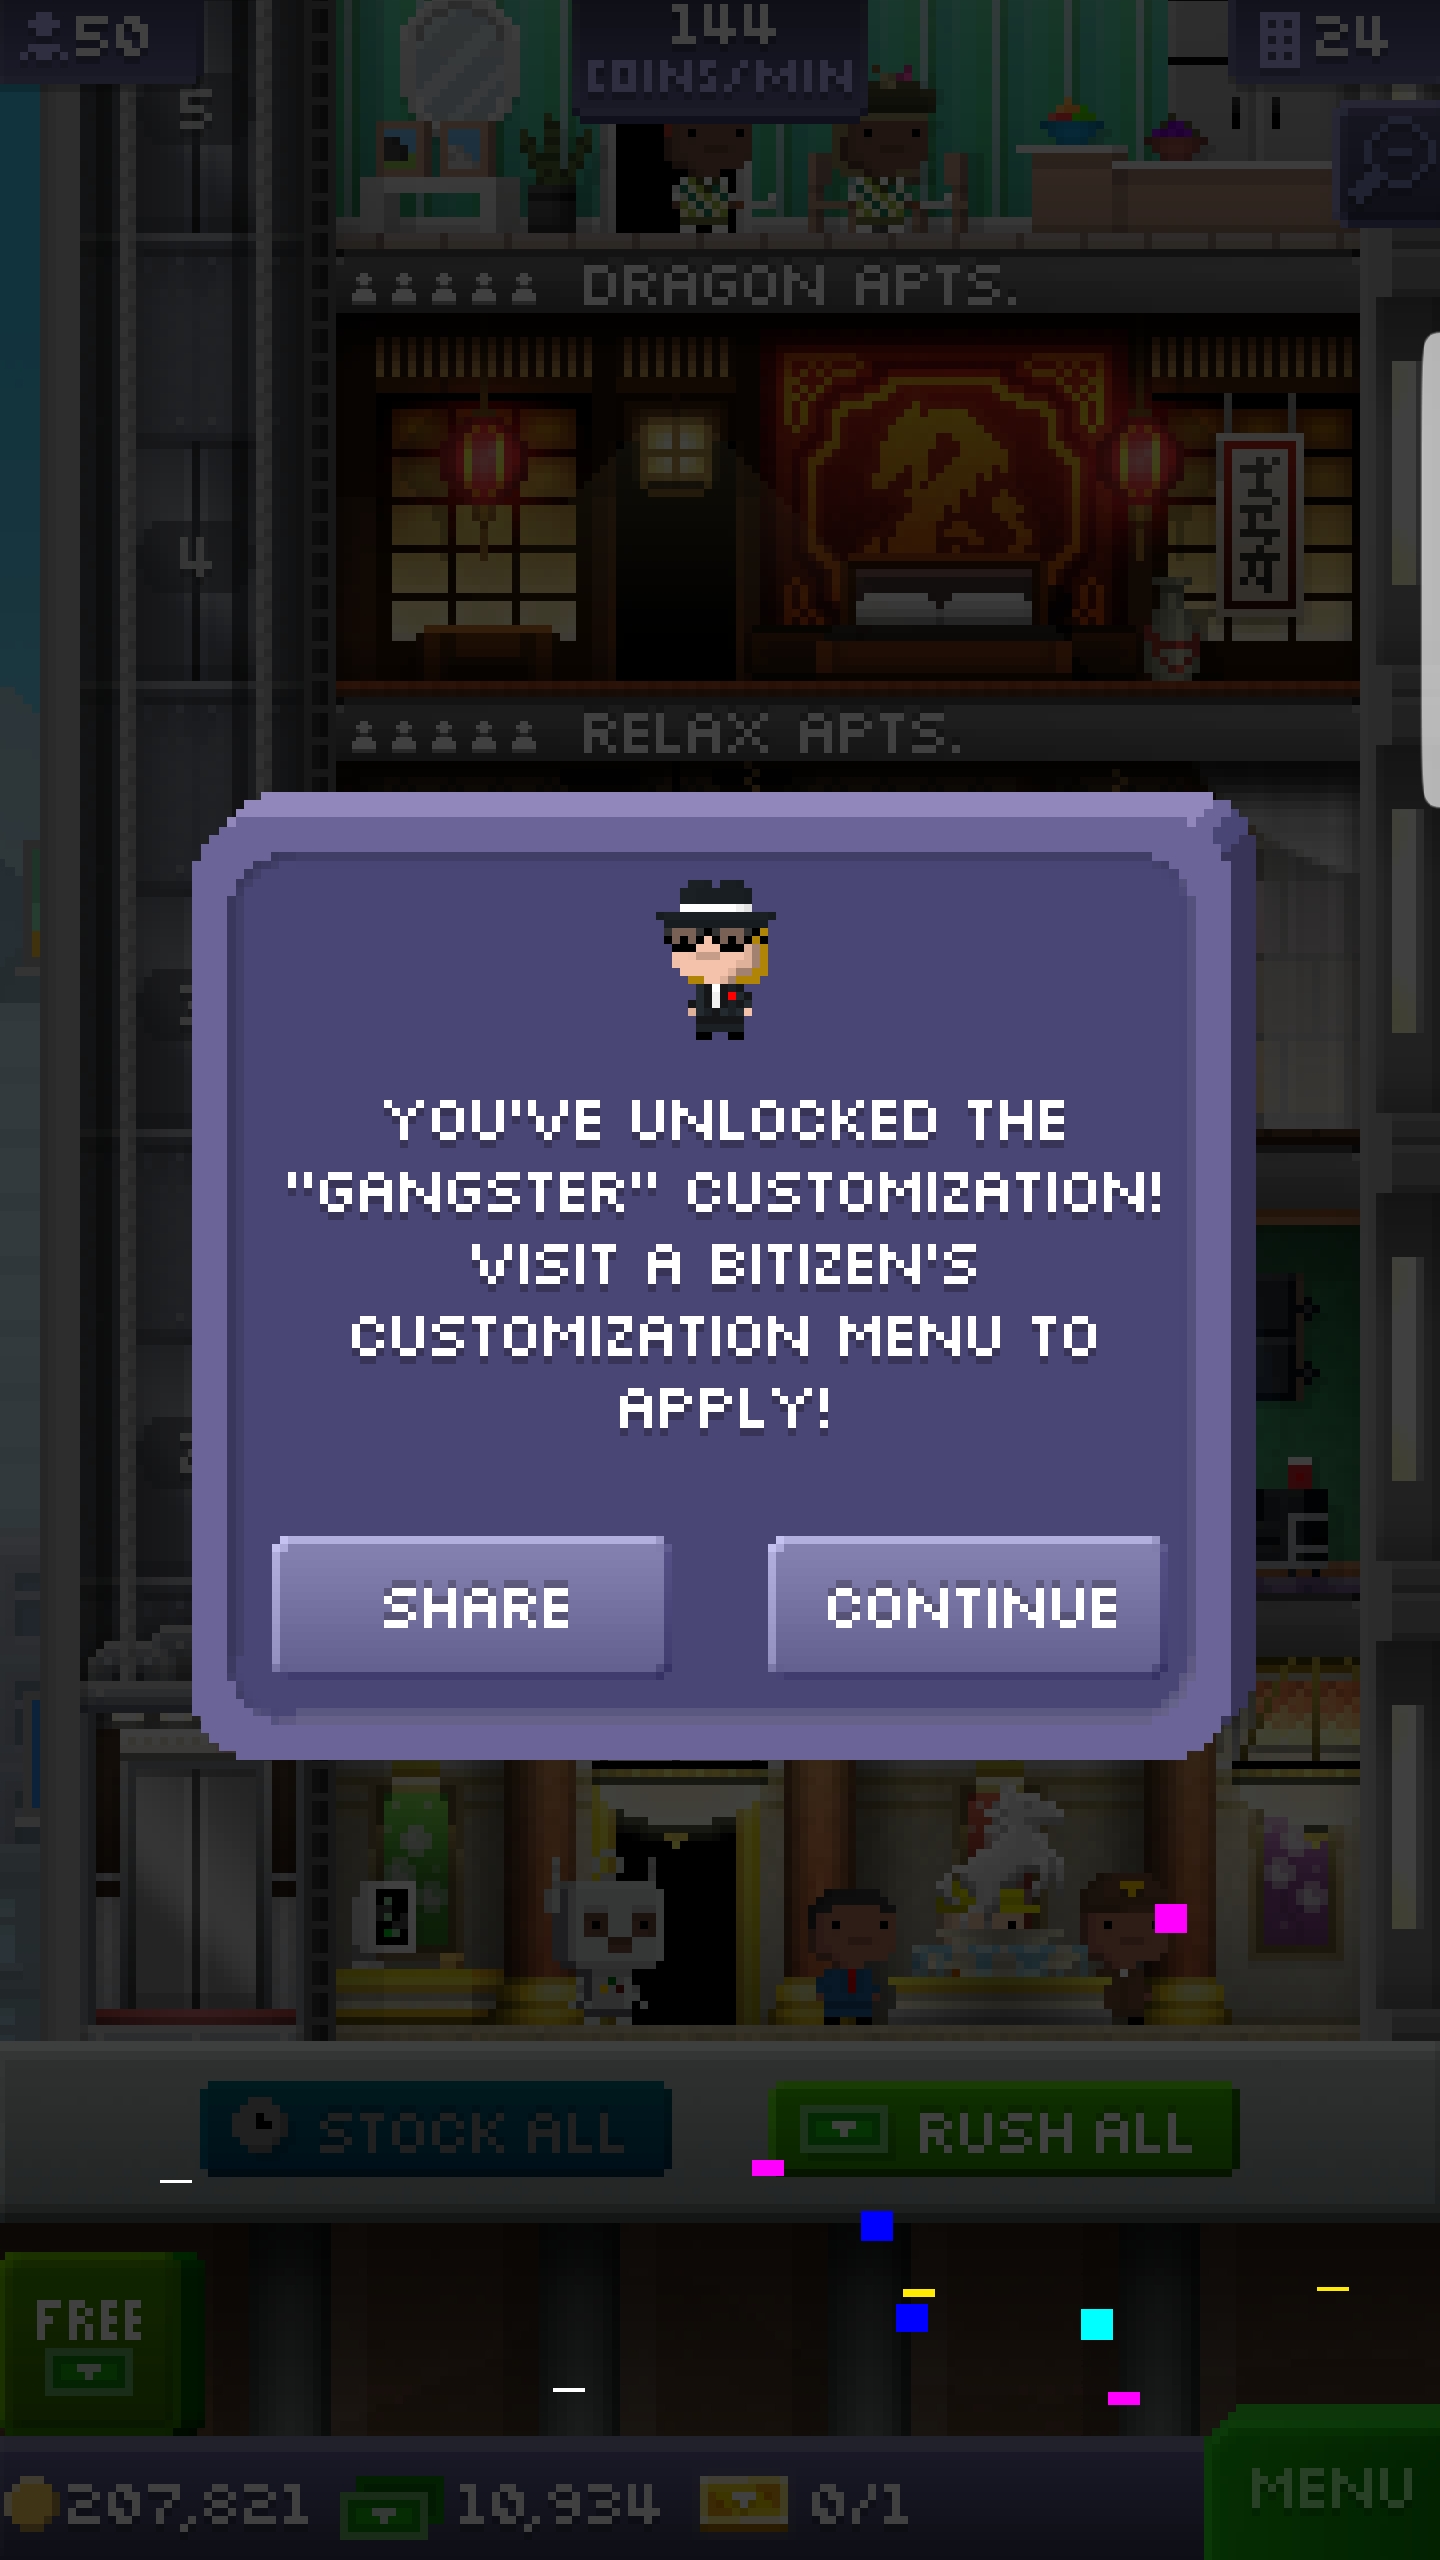 50
144
COINS/MIN
24
5
DRAGON APTS.
4
RELAX APTS.
YOU'VE UNLOCKED THE
"GANGSTER" CUSTOMIZATION!
VISIT A BITIZEN'S
CUSTOMIZATION MENU TO
APPLY!
SHARE
CONTINUE
STOCK ALL
RUSH ALL
FREE
207,821
10,934
0/1
MENU